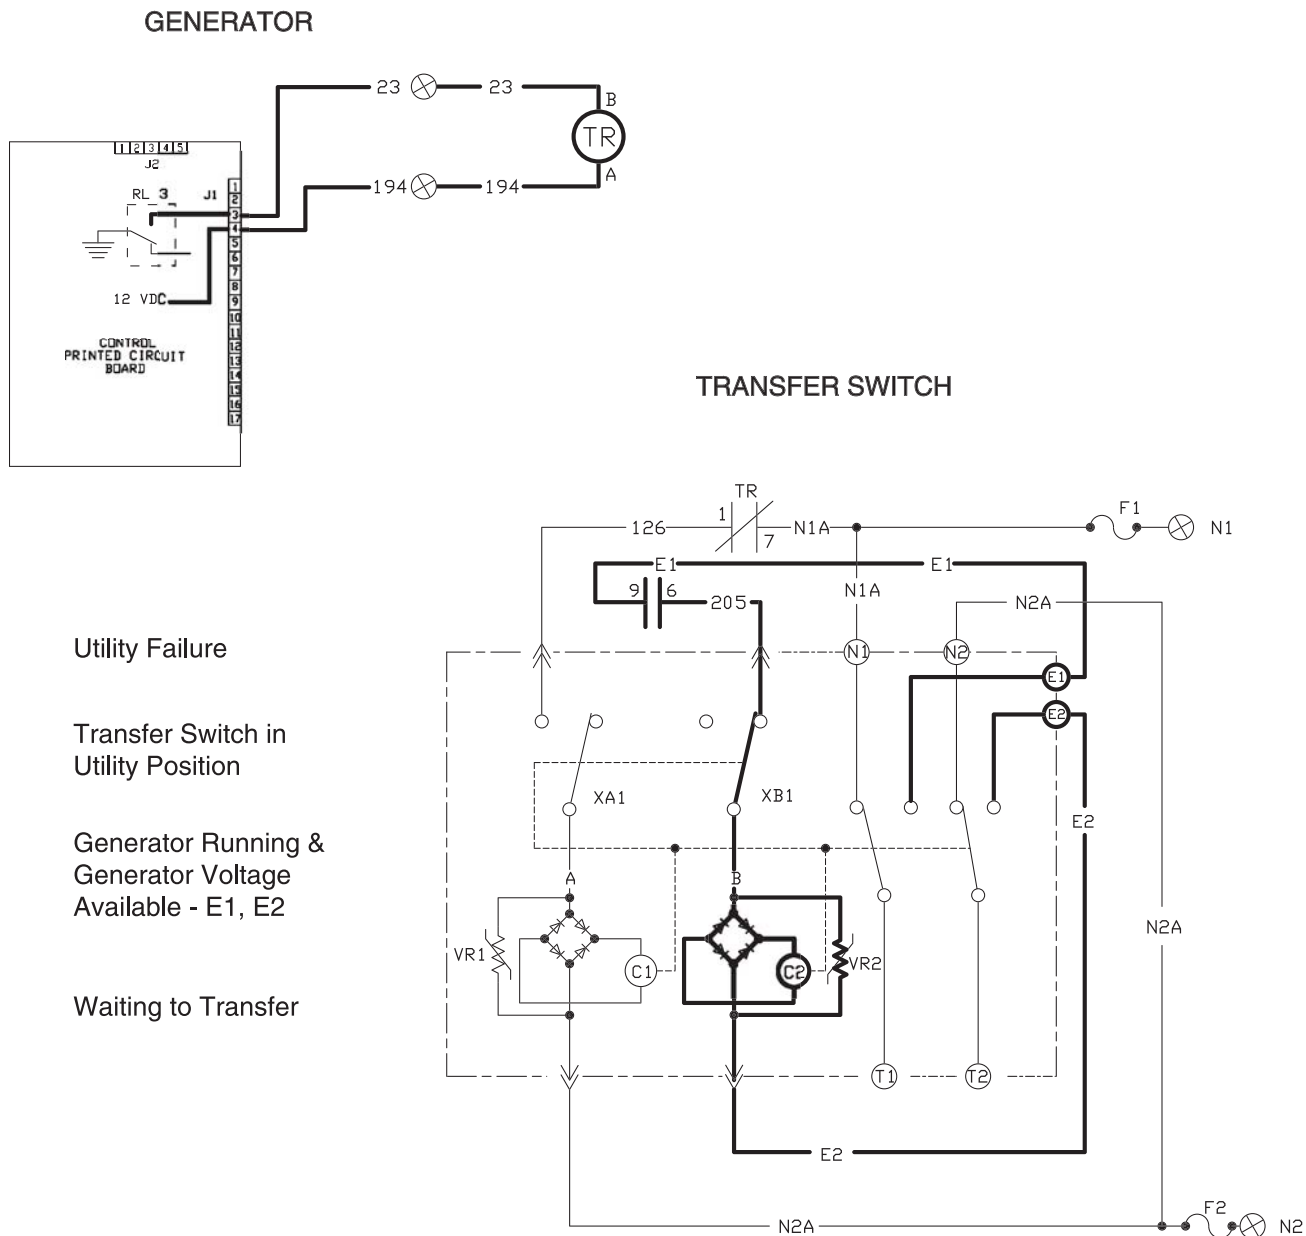 GENERATOR
23 23
B
TR
A
194 194
1 2 3 4 5
J2
RL 3
J1
1
2
3
4
5
6
7
8
9
10
11
12
13
14
15
16
17
12 VDC
CONTROL
PRINTED CIRCUIT
BOARD
TRANSFER SWITCH
TR
1
7
126
N1A
F1
N1
E1
E1
9 6
205
N1A
N2A
Utility Failure
N1
N2
E1
E2
Transfer Switch in
Utility Position
XA1
XB1
E2
Generator Running &
Generator Voltage
Available - E1, E2
A
B
N2A
VR1
C1
C2
VR2
Waiting to Transfer
T1
T2
E2
N2A
F2
N2